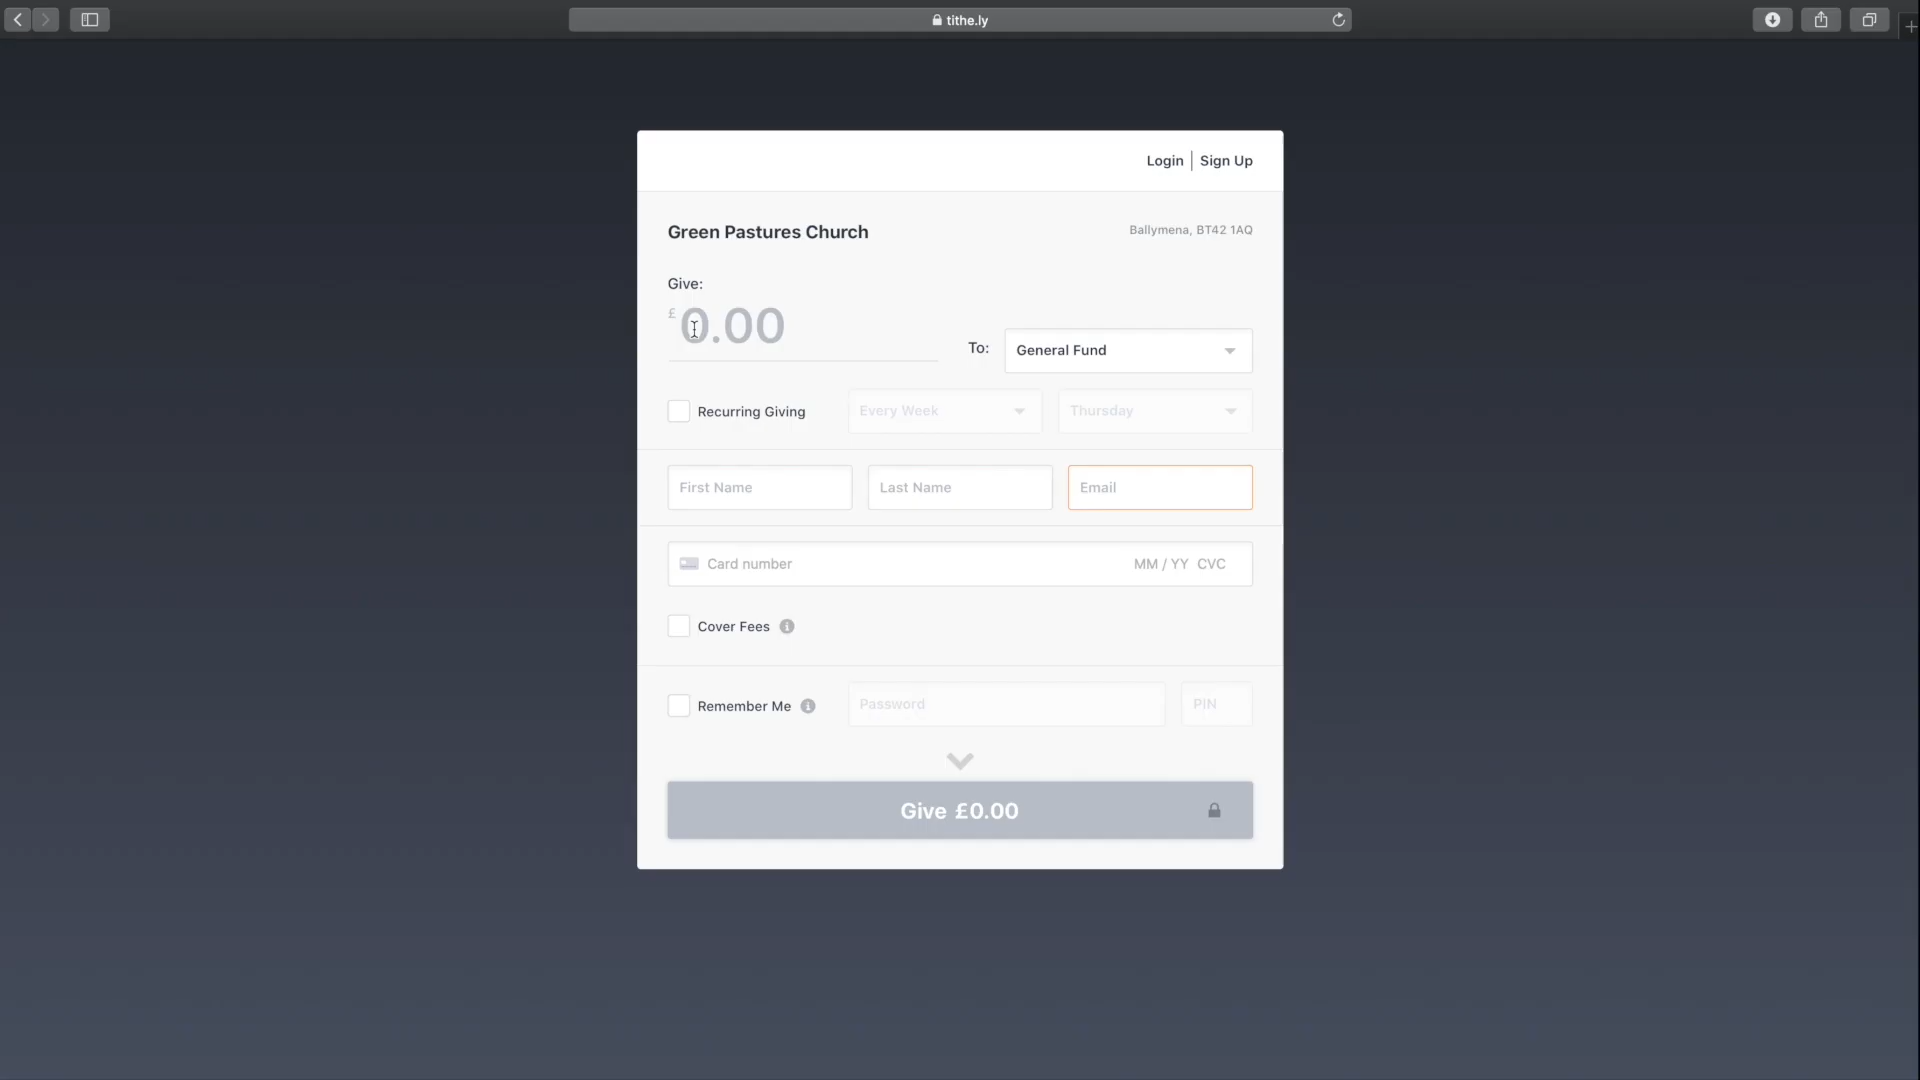 tithe.ly
Login Sign Up
Green Pastures Church Ballymena, BT42 1AQ
Give:
£0.00
To: General Fund
Recurring Giving Every Week Thursday
First Name Last Name Email
Card number MM / YY CVC
Cover Fees
Remember Me Password PIN
Give £0.00